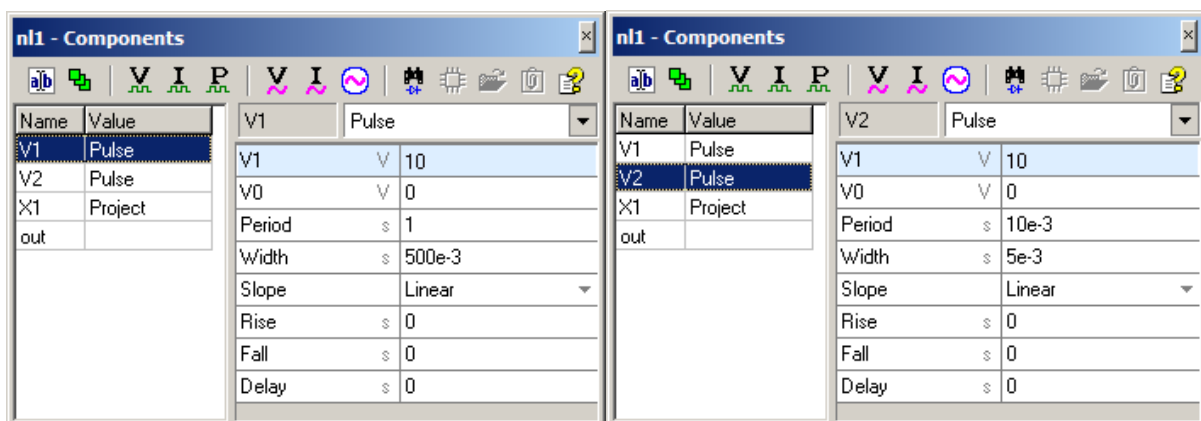 nl1 - Components
Name Value
V1 Pulse
V2 Pulse
X1 Project
out
V1 Pulse
V1 V 10
V0 V 0
Period s 1
Width s 500e-3
Slope Linear
Rise s 0
Fall s 0
Delay s 0
nl1 - Components
Name Value
V1 Pulse
V2 Pulse
X1 Project
out
V2 Pulse
V1 V 10
V0 V 0
Period s 10e-3
Width s 5e-3
Slope Linear
Rise s 0
Fall s 0
Delay s 0